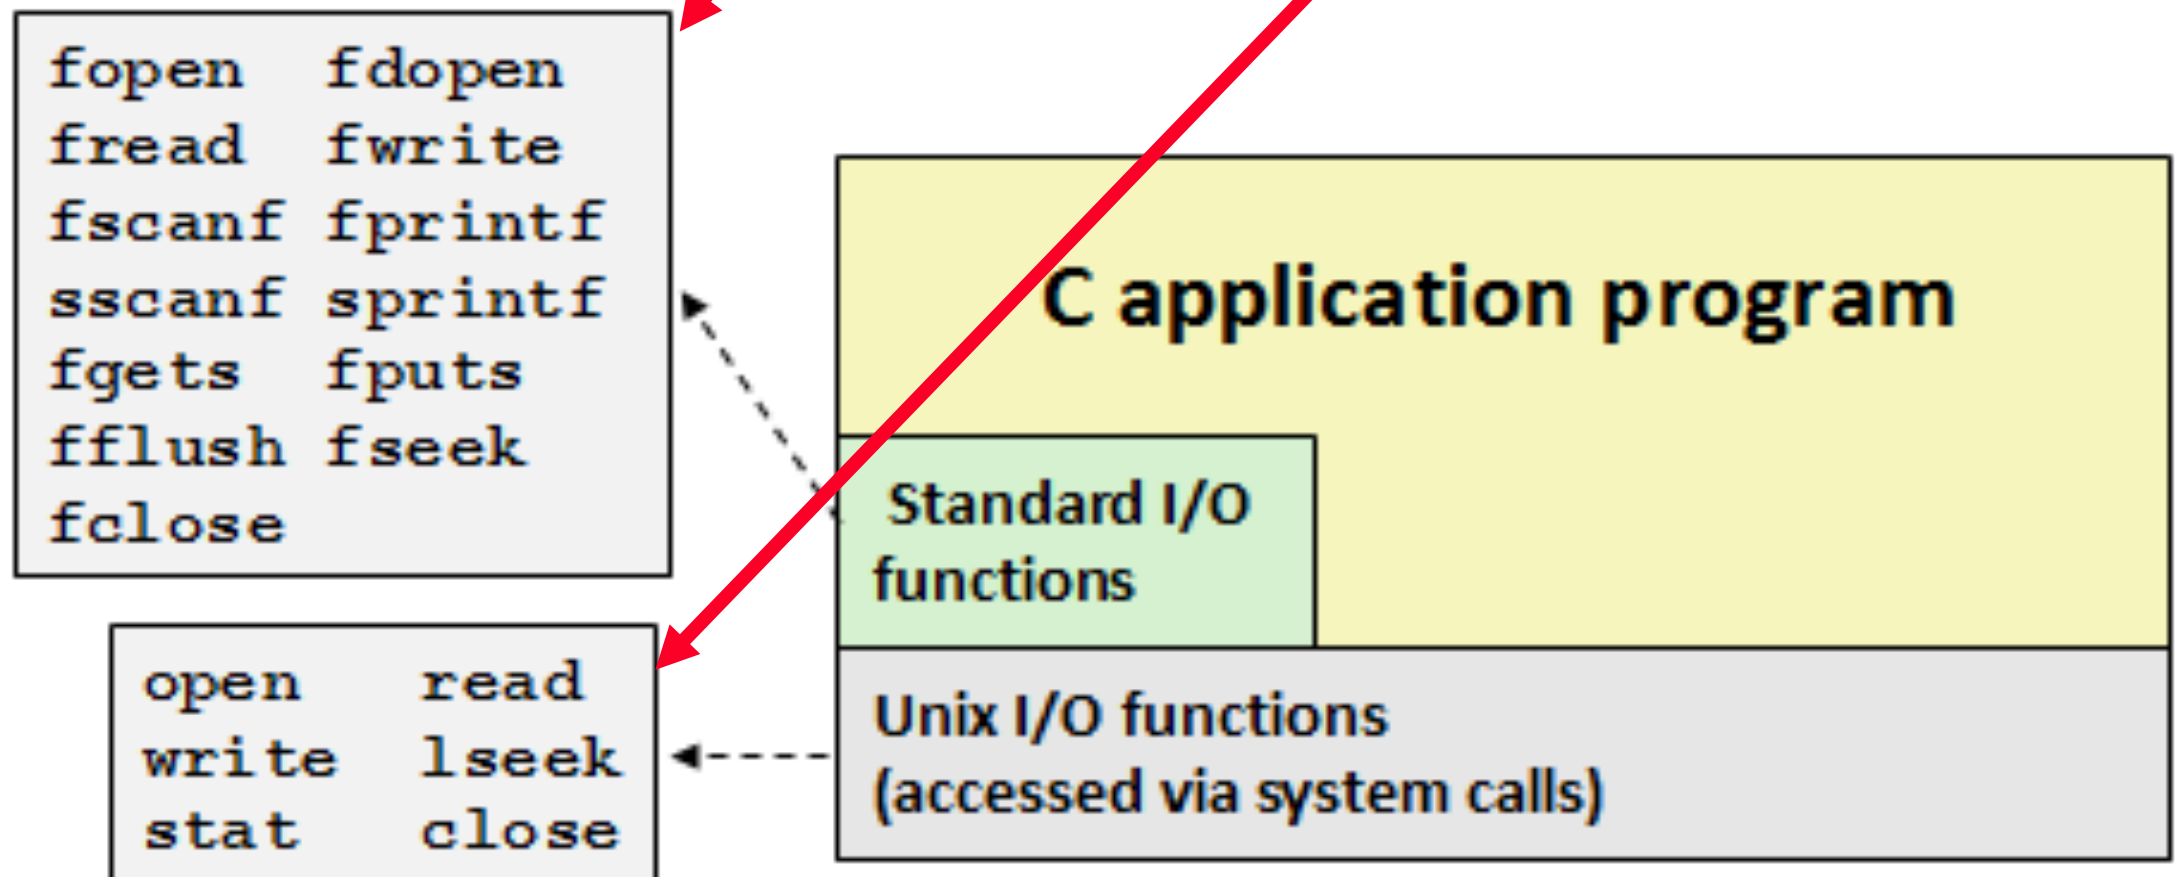 fopen fdopen
fread fwrite
fscanf fprintf
sscanf sprintf
fgets fputs
fflush fseek
fclose
C application program
Standard I/O
functions
open read
write lseek
stat close
Unix I/O functions
(accessed via system calls)